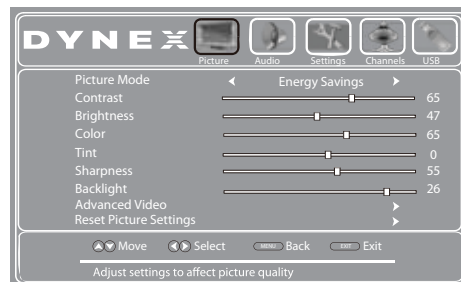 DYNEX
Picture Audio Settings Channels USB
Picture Mode Energy Savings
Contrast 65
Brightness 47
Color 65
Tint 0
Sharpness 55
Backlight 26
Advanced Video
Reset Picture Settings
Move Select MENU Back EXIT Exit
Adjust settings to affect picture quality